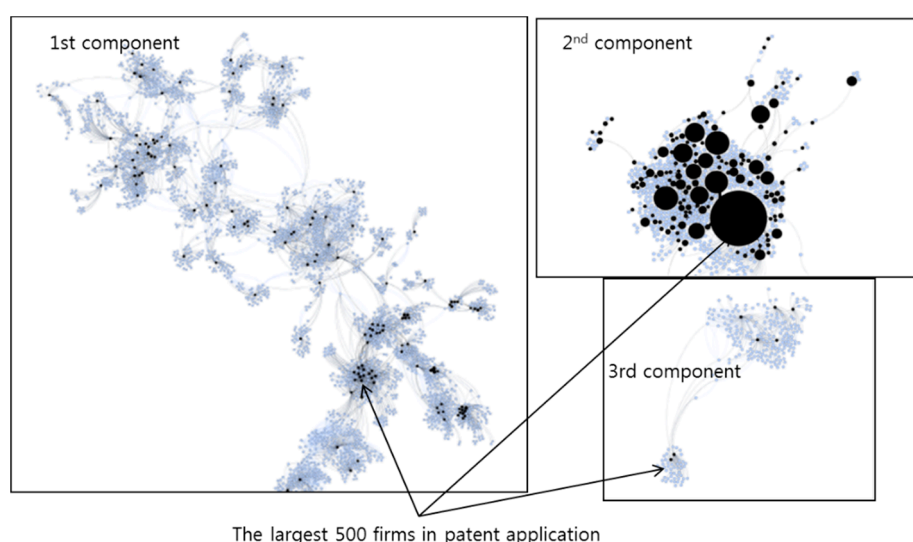 1st component
2nd component
3rd component
The largest 500 firms in patent application